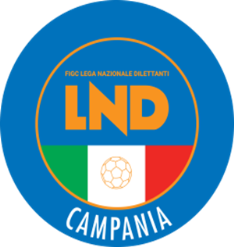 FIGC LEGA NAZIONALE DILETTANTI
LND
CAMPANIA